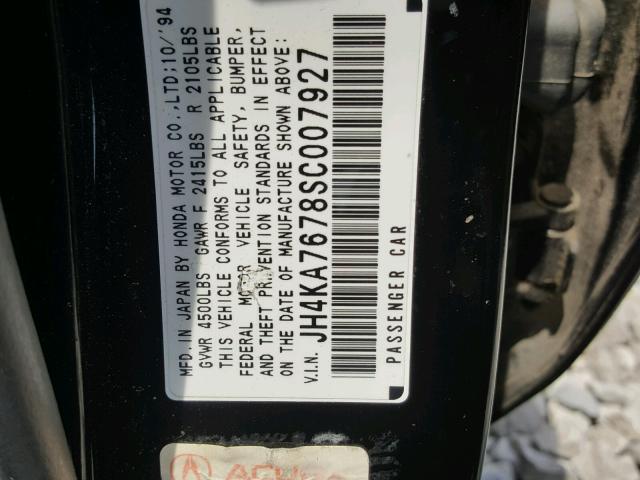 MFD.IN JAPAN BY HONDA MOTOR CO.,LTD:10/'94
GVWR 4500LBS GAWR F 2415LBS R 2105LBS
THIS VEHICLE CONFORMS TO ALL APPLICABLE
FEDERAL MOTOR VEHICLE SAFETY, BUMPER,
AND THEFT PREVENTION STANDARDS IN EFFECT
ON THE DATE OF MANUFACTURE SHOWN ABOVE:
V.I.N. JH4KA7678SC007927
PASSENGER CAR